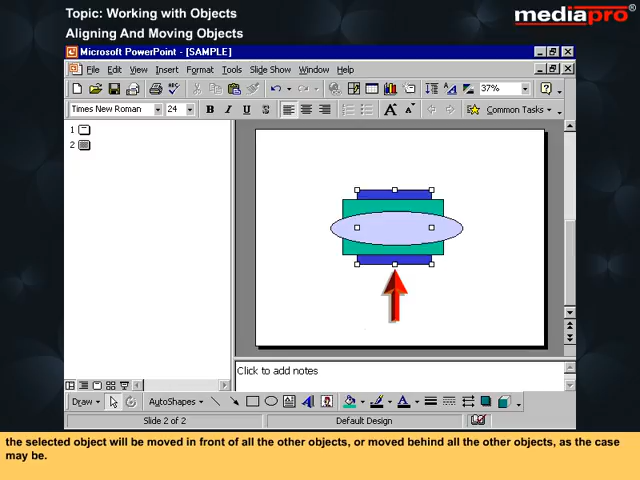 Topic: Working with Objects
mediapro®
Aligning And Moving Objects
Microsoft PowerPoint - [SAMPLE]
File Edit View Insert Format Tools Slide Show Window Help
37%
Times New Roman 24 B I U S A A Common Tasks
1
2
Click to add notes
Draw AutoShapes
Slide 2 of 2 Default Design
the selected object will be moved in front of all the other objects, or moved behind all the other objects, as the case
may be.